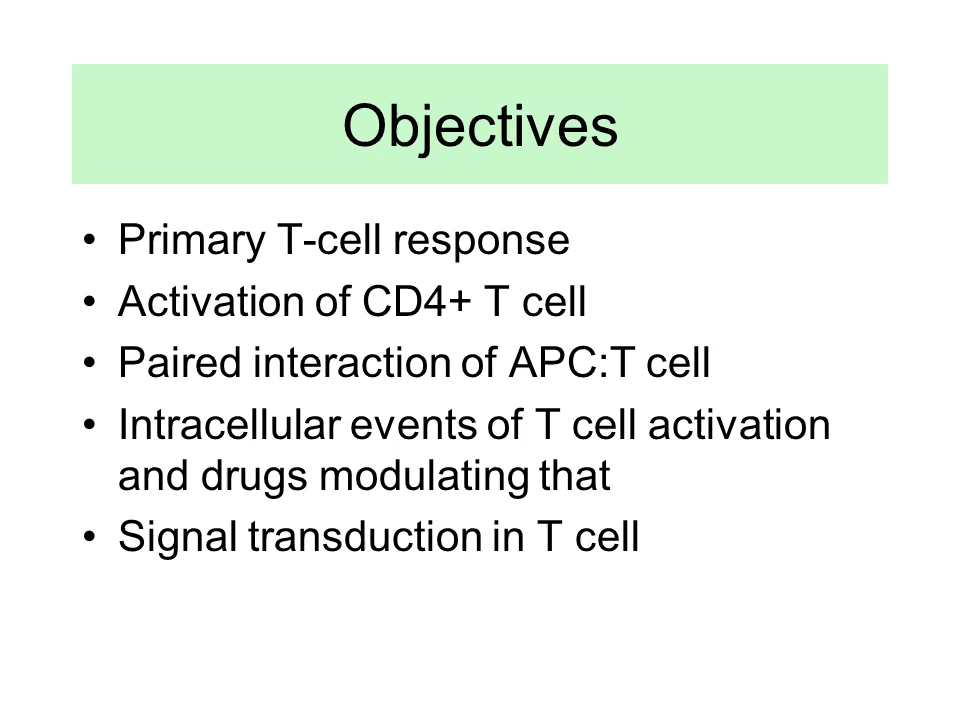 Objectives
• Primary T-cell response
• Activation of CD4+ T cell
• Paired interaction of APC:T cell
• Intracellular events of T cell activation
and drugs modulating that
• Signal transduction in T cell